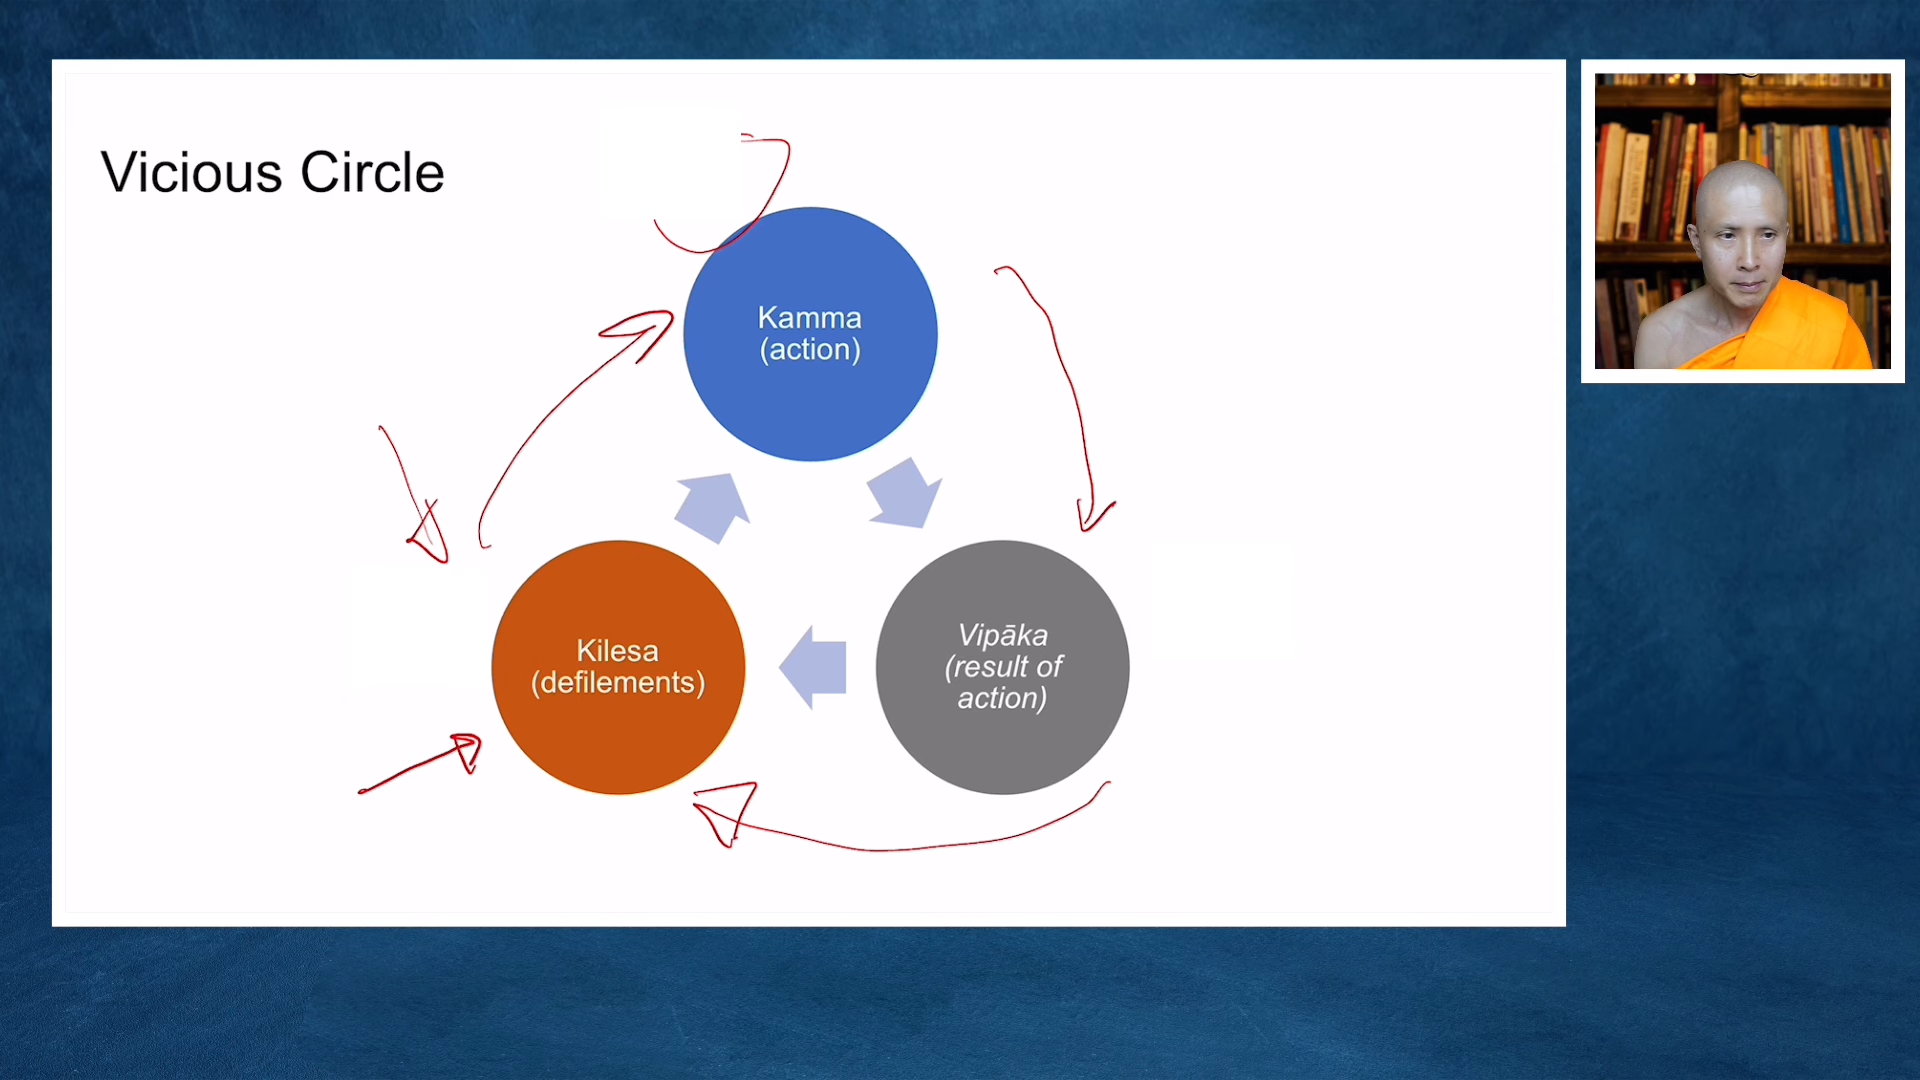 Vicious Circle
Kamma
(action)
Kilesa
(defilements)
Vipāka
(result of
action)